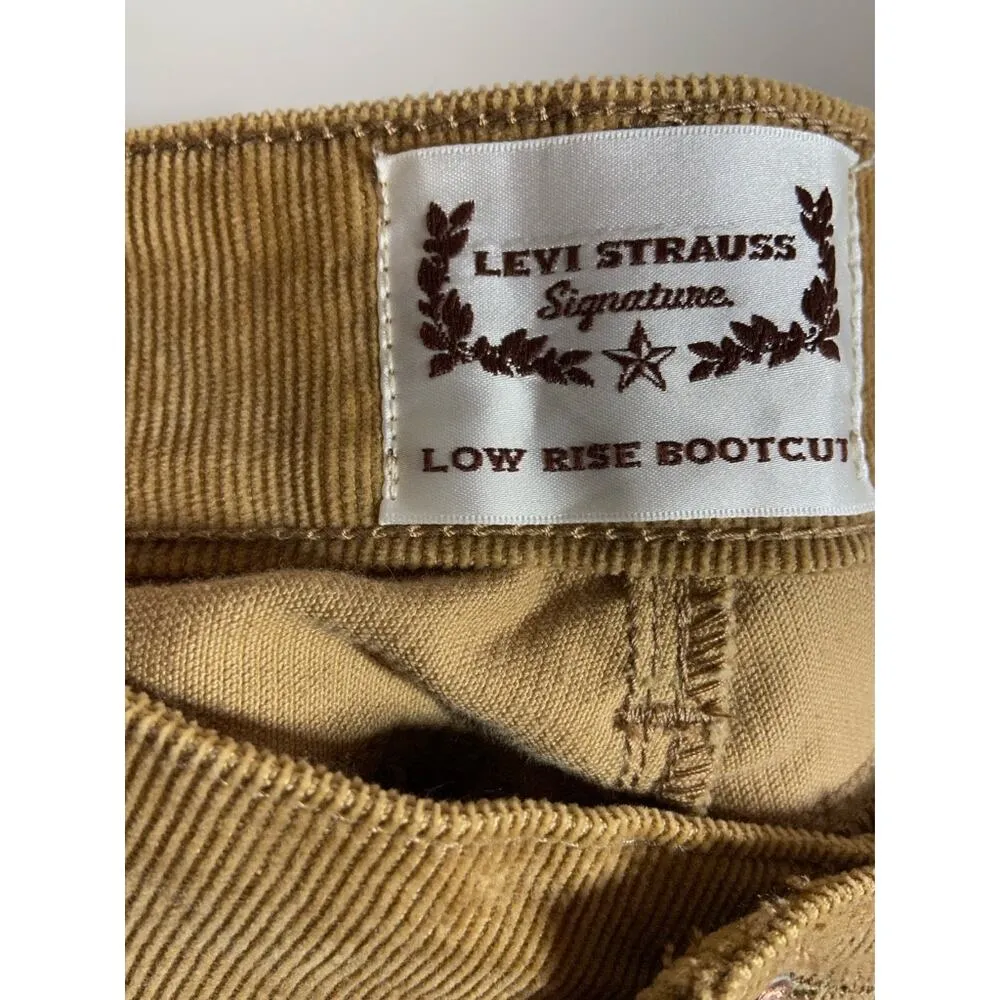 LEVI STRAUSS
Signature.
LOW RISE BOOTCUT